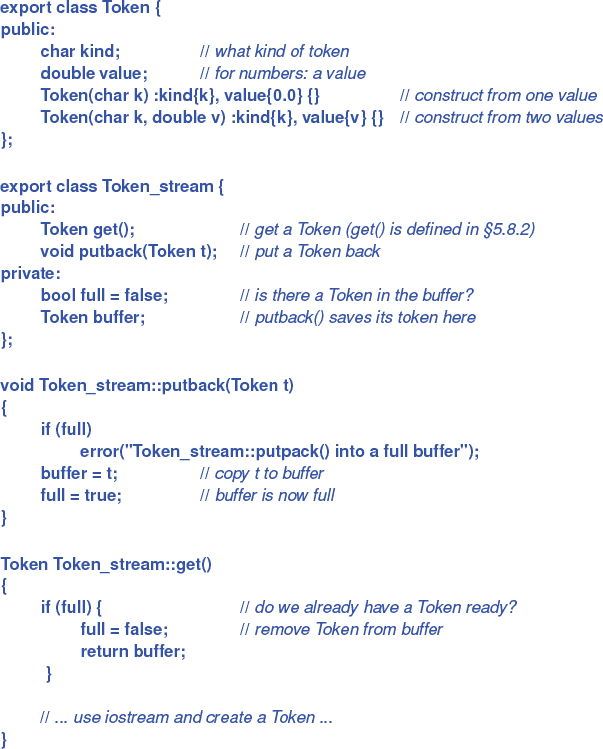 export class Token {
public:
char kind; // what kind of token
double value; // for numbers: a value
Token(char k) :kind{k}, value{0.0} {} // construct from one value
Token(char k, double v) :kind{k}, value{v} {} // construct from two values
};
export class Token_stream {
public:
Token get(); // get a Token (get() is defined in §5.8.2)
void putback(Token t); // put a Token back
private:
bool full = false; // is there a Token in the buffer?
Token buffer; // putback() saves its token here
};
void Token_stream::putback(Token t)
{
if (full)
error("Token_stream::putpack() into a full buffer");
buffer = t; // copy t to buffer
full = true; // buffer is now full
}
Token Token_stream::get()
{
if (full) { // do we already have a Token ready?
full = false; // remove Token from buffer
return buffer;
}
// ... use iostream and create a Token ...
}